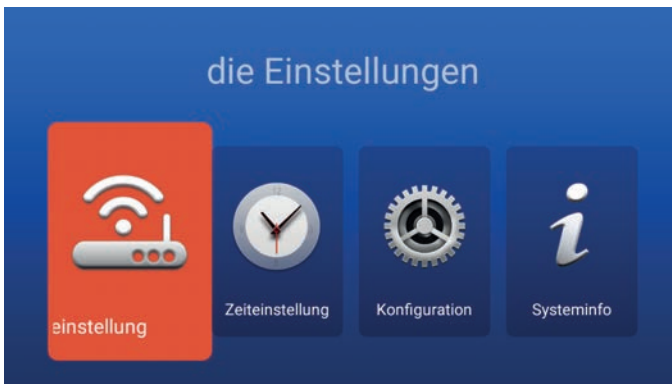 die Einstellungen
einstellung
Zeiteinstellung
Konfiguration
Systeminfo